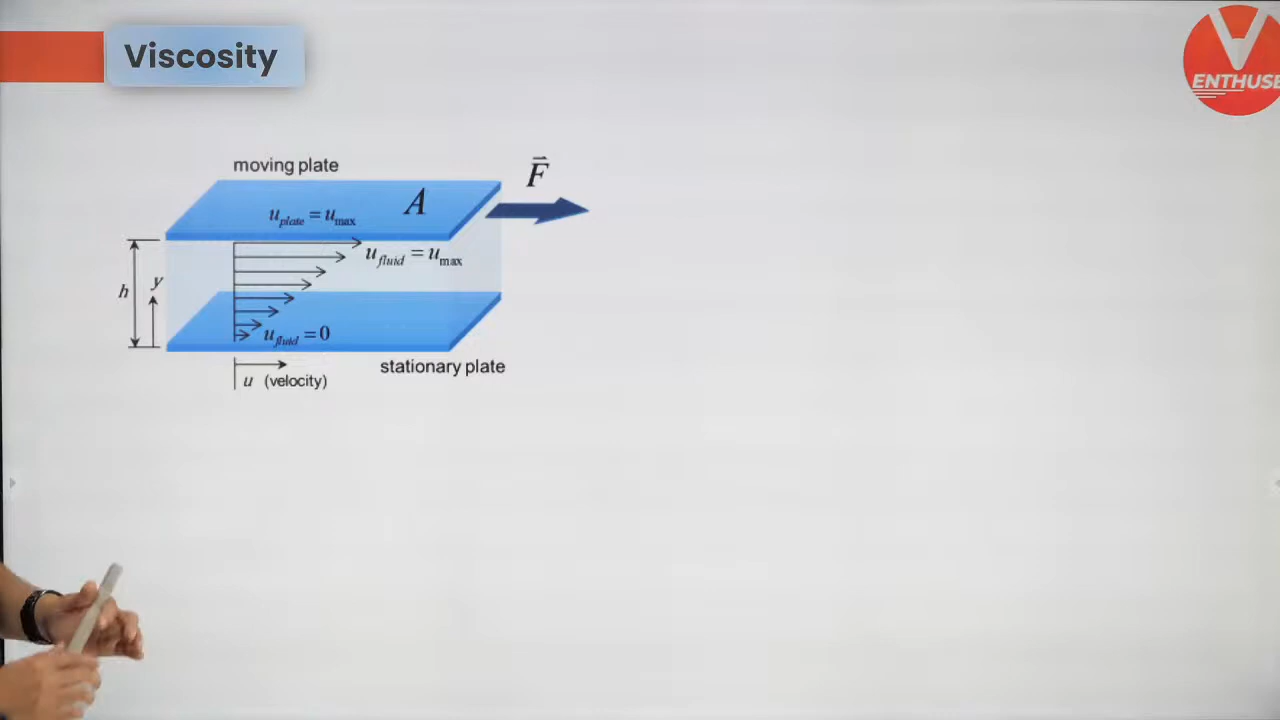 Viscosity
ENTHUSE
moving plate
F⃗
A
u_plate = u_max
u_fluid = u_max
h
y
u_fluid = 0
u (velocity)
stationary plate